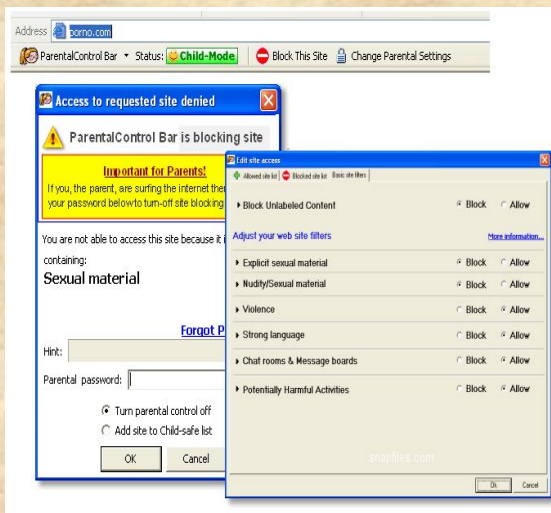 Address porno.com
ParentalControl Bar Status: Child-Mode Block This Site Change Parental Settings
Access to requested site denied
ParentalControl Bar is blocking site
Important for Parents!
If you, the parent, are surfing the internet then
your password belowto turn-off site blocking
You are not able to access this site because it i
containing:
Sexual material
Forgot P
Hint:
Parental password:
Turn parental control off
Add site to Child-safe list
OK Cancel
Edit site access
Allowed site list Blocked site list Basic site filters
Block Unlabeled Content Block Allow
Adjust your web site filters More information...
Explicit sexual material Block Allow
Nudity/Sexual material Block Allow
Violence Block Allow
Strong language Block Allow
Chat rooms & Message boards Block Allow
Potentially Harmful Activities Block Allow
snapfiles.com
Ok Cancel